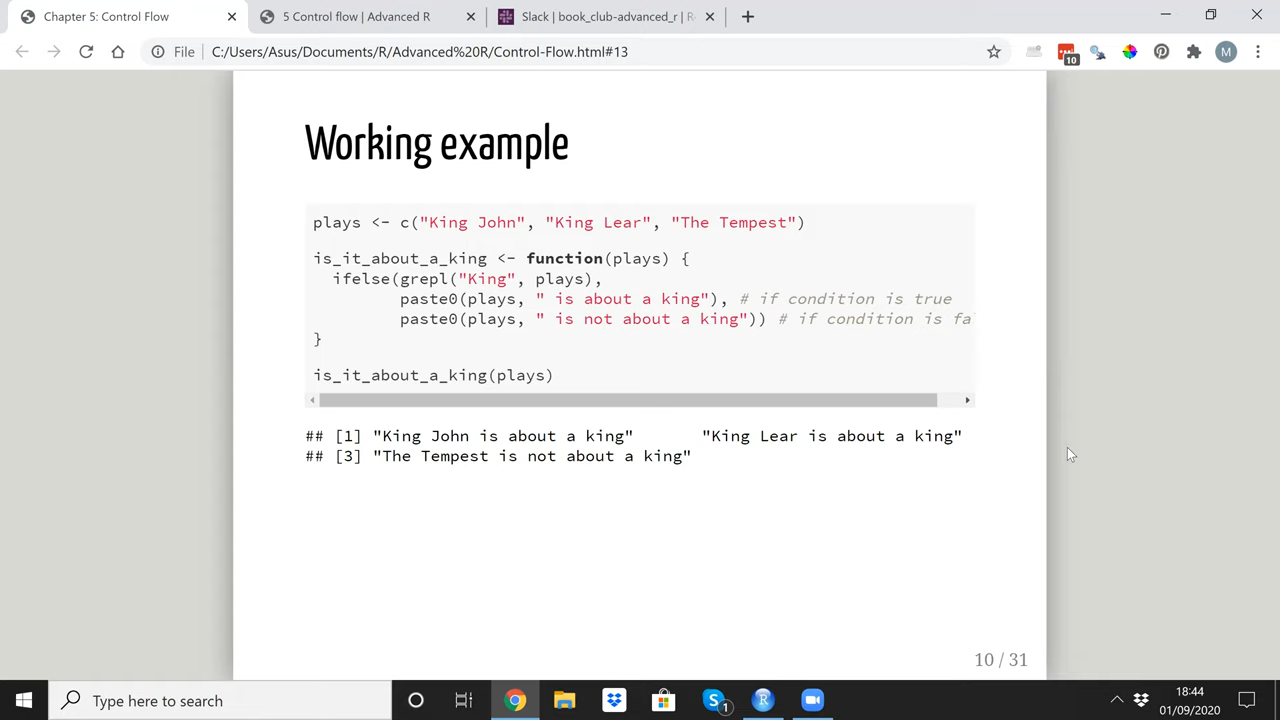 Chapter 5: Control Flow
5 Control flow | Advanced R
Slack | book_club-advanced_r | R
File C:/Users/Asus/Documents/R/Advanced%20R/Control-Flow.html#13
10
M
Working example
plays <- c("King John", "King Lear", "The Tempest")
is_it_about_a_king <- function(plays) {
ifelse(grepl("King", plays),
paste0(plays, " is about a king"), # if condition is true
paste0(plays, " is not about a king")) # if condition is fa
}
is_it_about_a_king(plays)
## [1] "King John is about a king" "King Lear is about a king"
## [3] "The Tempest is not about a king"
10 / 31
Type here to search
S
1
R
18:44
01/09/2020